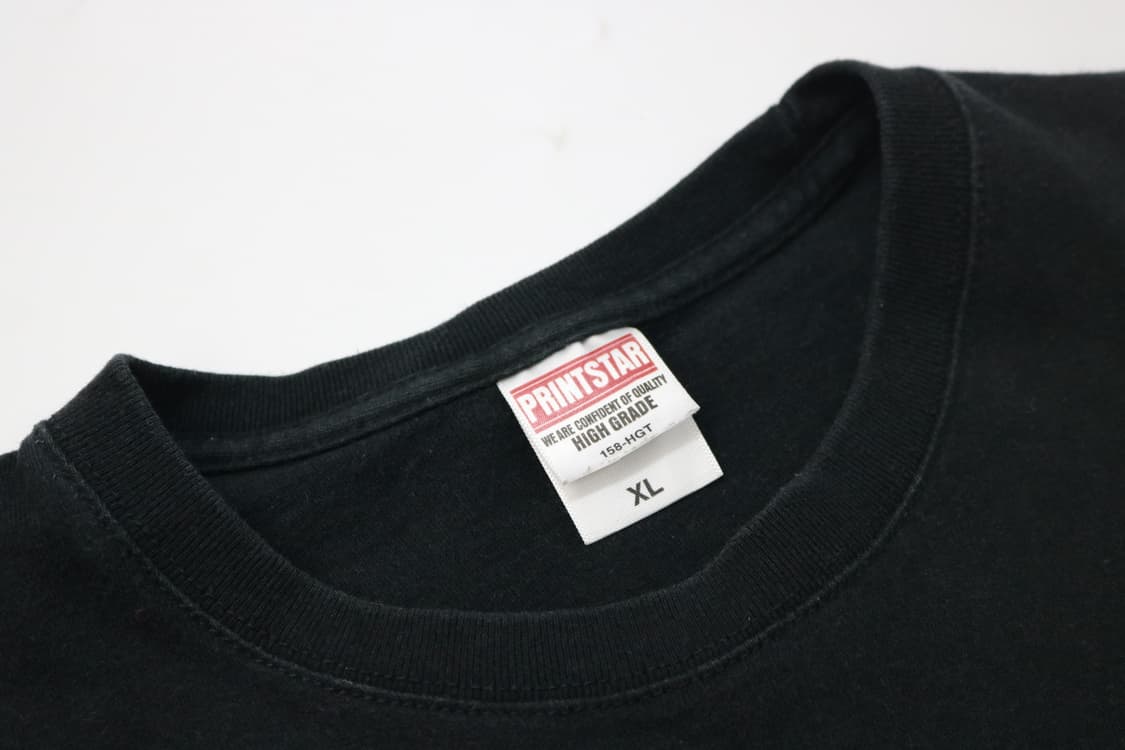 PRINTSTAR
WE ARE CONFIDENT OF QUALITY
HIGH GRADE
158-HGT
XL